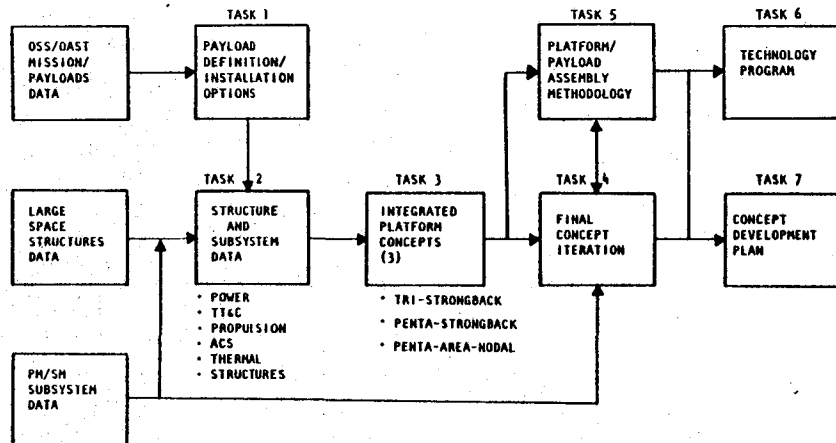 TASK 1
TASK 5
TASK 6
OSS/OAST
MISSION/
PAYLOADS
DATA
PAYLOAD
DEFINITION/
INSTALLATION
OPTIONS
PLATFORM/
PAYLOAD
ASSEMBLY
METHODOLOGY
TECHNOLOGY
PROGRAM
TASK 2
TASK 3
TASK 4
TASK 7
LARGE
SPACE
STRUCTURES
DATA
STRUCTURE
AND
SUBSYSTEM
DATA
INTEGRATED
PLATFORM
CONCEPTS
(3)
FINAL
CONCEPT
ITERATION
CONCEPT
DEVELOPMENT
PLAN
• POWER
• TT&C
• PROPULSION
• ACS
• THERMAL
• STRUCTURES
• TRI-STRONGBACK
• PENTA-STRONGBACK
• PENTA-AREA-NODAL
PM/SM
SUBSYSTEM
DATA